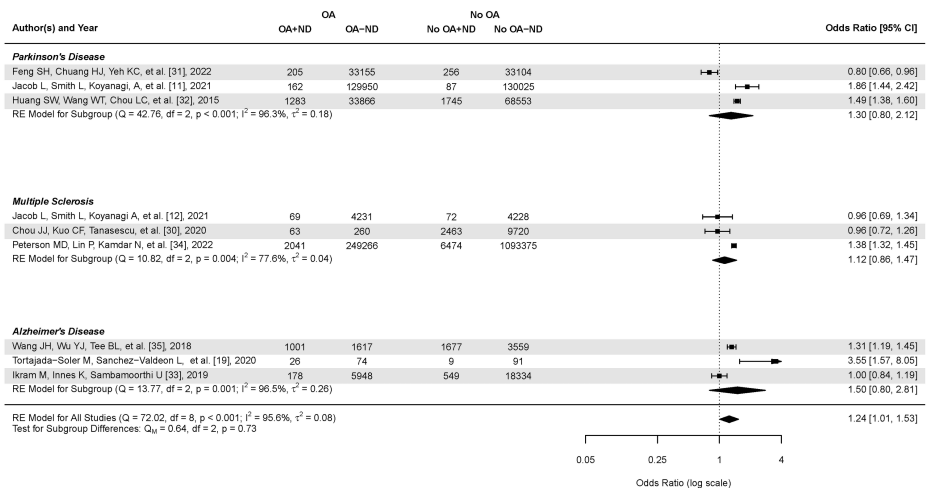 OA No OA
Author(s) and Year OA+ND OA−ND No OA+ND No OA−ND Odds Ratio [95% CI]
Parkinson's Disease
Feng SH, Chuang HJ, Yeh KC, et al. [31], 2022 205 33155 256 33104 0.80 [0.66, 0.96]
Jacob L, Smith L, Koyanagi, A, et al. [11], 2021 162 129950 87 130025 1.86 [1.44, 2.42]
Huang SW, Wang WT, Chou LC, et al. [32], 2015 1283 33866 1745 68553 1.49 [1.38, 1.60]
RE Model for Subgroup (Q = 42.76, df = 2, p < 0.001; I² = 96.3%, τ² = 0.18) 1.30 [0.80, 2.12]
Multiple Sclerosis
Jacob L, Smith L, Koyanagi A, et al. [12], 2021 69 4231 72 4228 0.96 [0.69, 1.34]
Chou JJ, Kuo CF, Tanasescu, et al. [30], 2020 63 260 2463 9720 0.96 [0.72, 1.26]
Peterson MD, Lin P, Kamdar N, et al. [34], 2022 2041 249266 6474 1093375 1.38 [1.32, 1.45]
RE Model for Subgroup (Q = 10.82, df = 2, p = 0.004; I² = 77.6%, τ² = 0.04) 1.12 [0.86, 1.47]
Alzheimer's Disease
Wang JH, Wu YJ, Tee BL, et al. [35], 2018 1001 1617 1677 3559 1.31 [1.19, 1.45]
Tortajada-Soler M, Sanchez-Valdeon L, et al. [19], 2020 26 74 9 91 3.55 [1.57, 8.05]
Ikram M, Innes K, Sambamoorthi U [33], 2019 178 5948 549 18334 1.00 [0.84, 1.19]
RE Model for Subgroup (Q = 13.77, df = 2, p = 0.001; I² = 96.5%, τ² = 0.26) 1.50 [0.80, 2.81]
RE Model for All Studies (Q = 72.02, df = 8, p < 0.001; I² = 95.6%, τ² = 0.08) 1.24 [1.01, 1.53]
Test for Subgroup Differences: Q_M = 0.64, df = 2, p = 0.73
0.05 0.25 1 4
Odds Ratio (log scale)